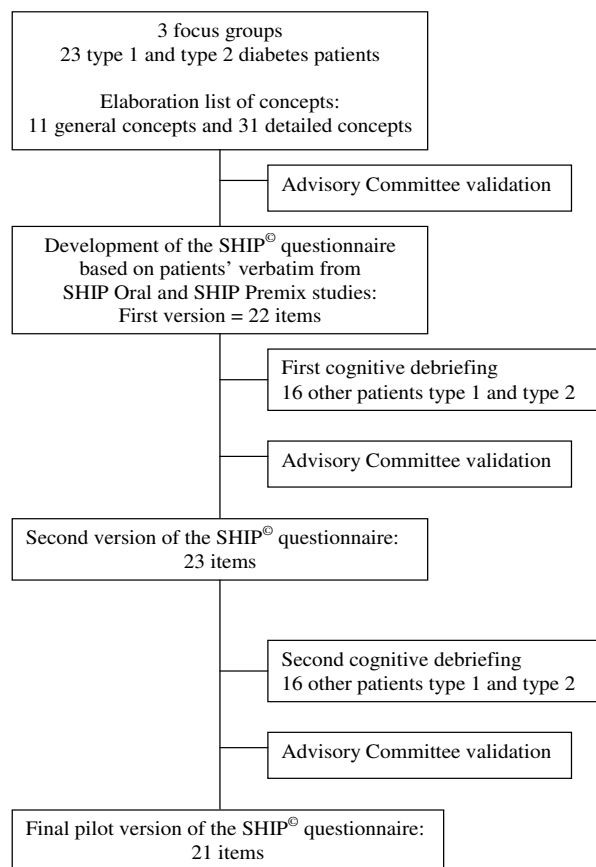 3 focus groups
23 type 1 and type 2 diabetes patients
Elaboration list of concepts:
11 general concepts and 31 detailed concepts
Advisory Committee validation
Development of the SHIP© questionnaire
based on patients’ verbatim from
SHIP Oral and SHIP Premix studies:
First version = 22 items
First cognitive debriefing
16 other patients type 1 and type 2
Advisory Committee validation
Second version of the SHIP© questionnaire:
23 items
Second cognitive debriefing
16 other patients type 1 and type 2
Advisory Committee validation
Final pilot version of the SHIP© questionnaire:
21 items